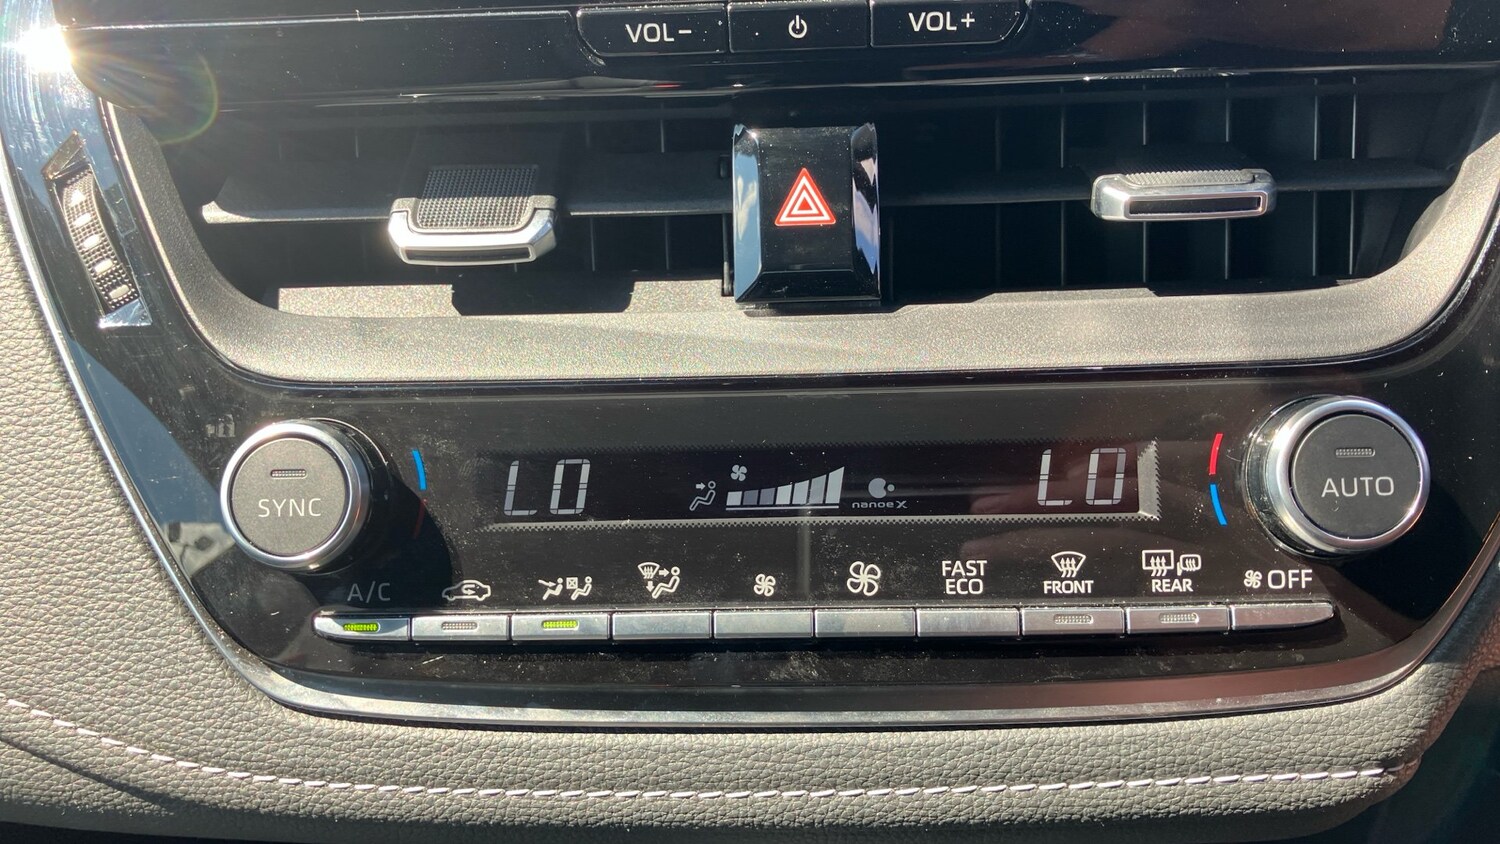 VOL− VOL+
LO LO
nanoe X
SYNC AUTO
A/C FAST ECO FRONT REAR OFF